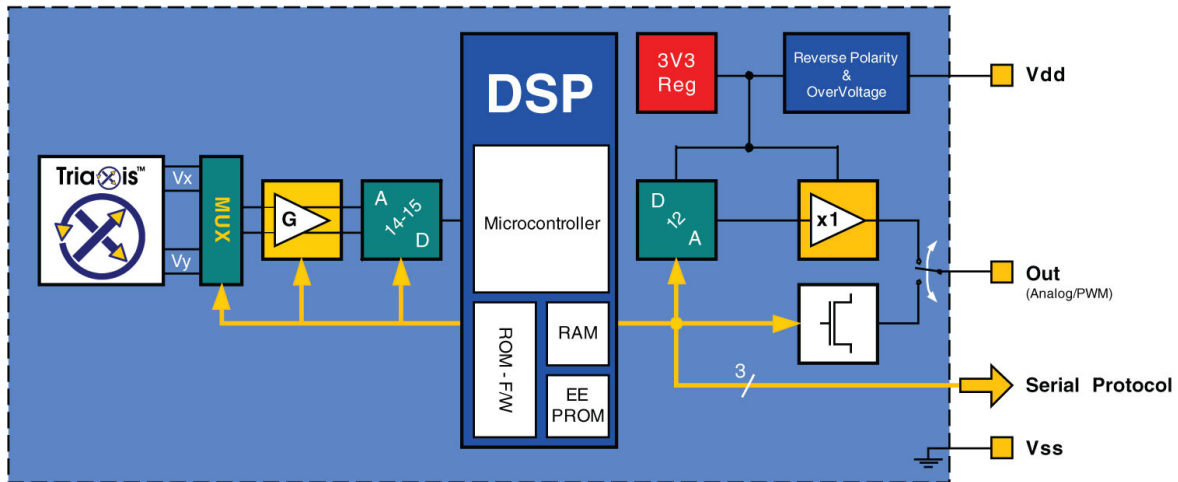 DSP
3V3
Reg
Reverse Polarity
&
OverVoltage
Vdd
Triaxis™
Vx
Vy
MUX
G
A
14-15
D
Microcontroller
D
12
A
x1
Out
(Analog/PWM)
ROM - F/W
RAM
EE
PROM
3
Serial Protocol
Vss